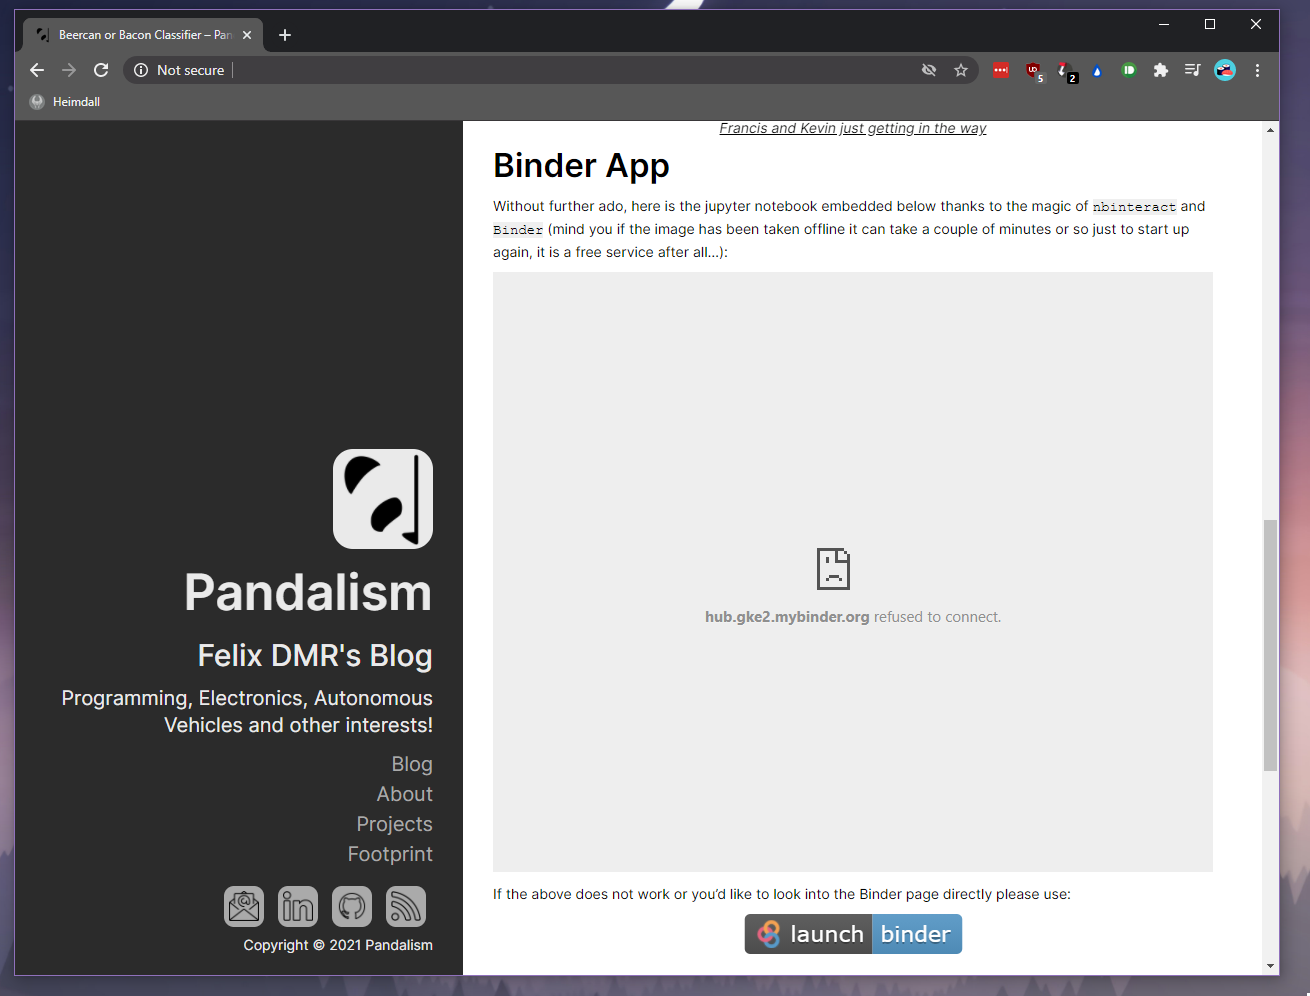 Beercan or Bacon Classifier – Pan
Not secure
5
2
Heimdall
Francis and Kevin just getting in the way
Binder App
Without further ado, here is the jupyter notebook embedded below thanks to the magic of nbinteract and
Binder (mind you if the image has been taken offline it can take a couple of minutes or so just to start up
again, it is a free service after all…):
hub.gke2.mybinder.org refused to connect.
If the above does not work or you’d like to look into the Binder page directly please use:
launch binder
Pandalism
Felix DMR's Blog
Programming, Electronics, Autonomous
Vehicles and other interests!
Blog
About
Projects
Footprint
in
Copyright © 2021 Pandalism